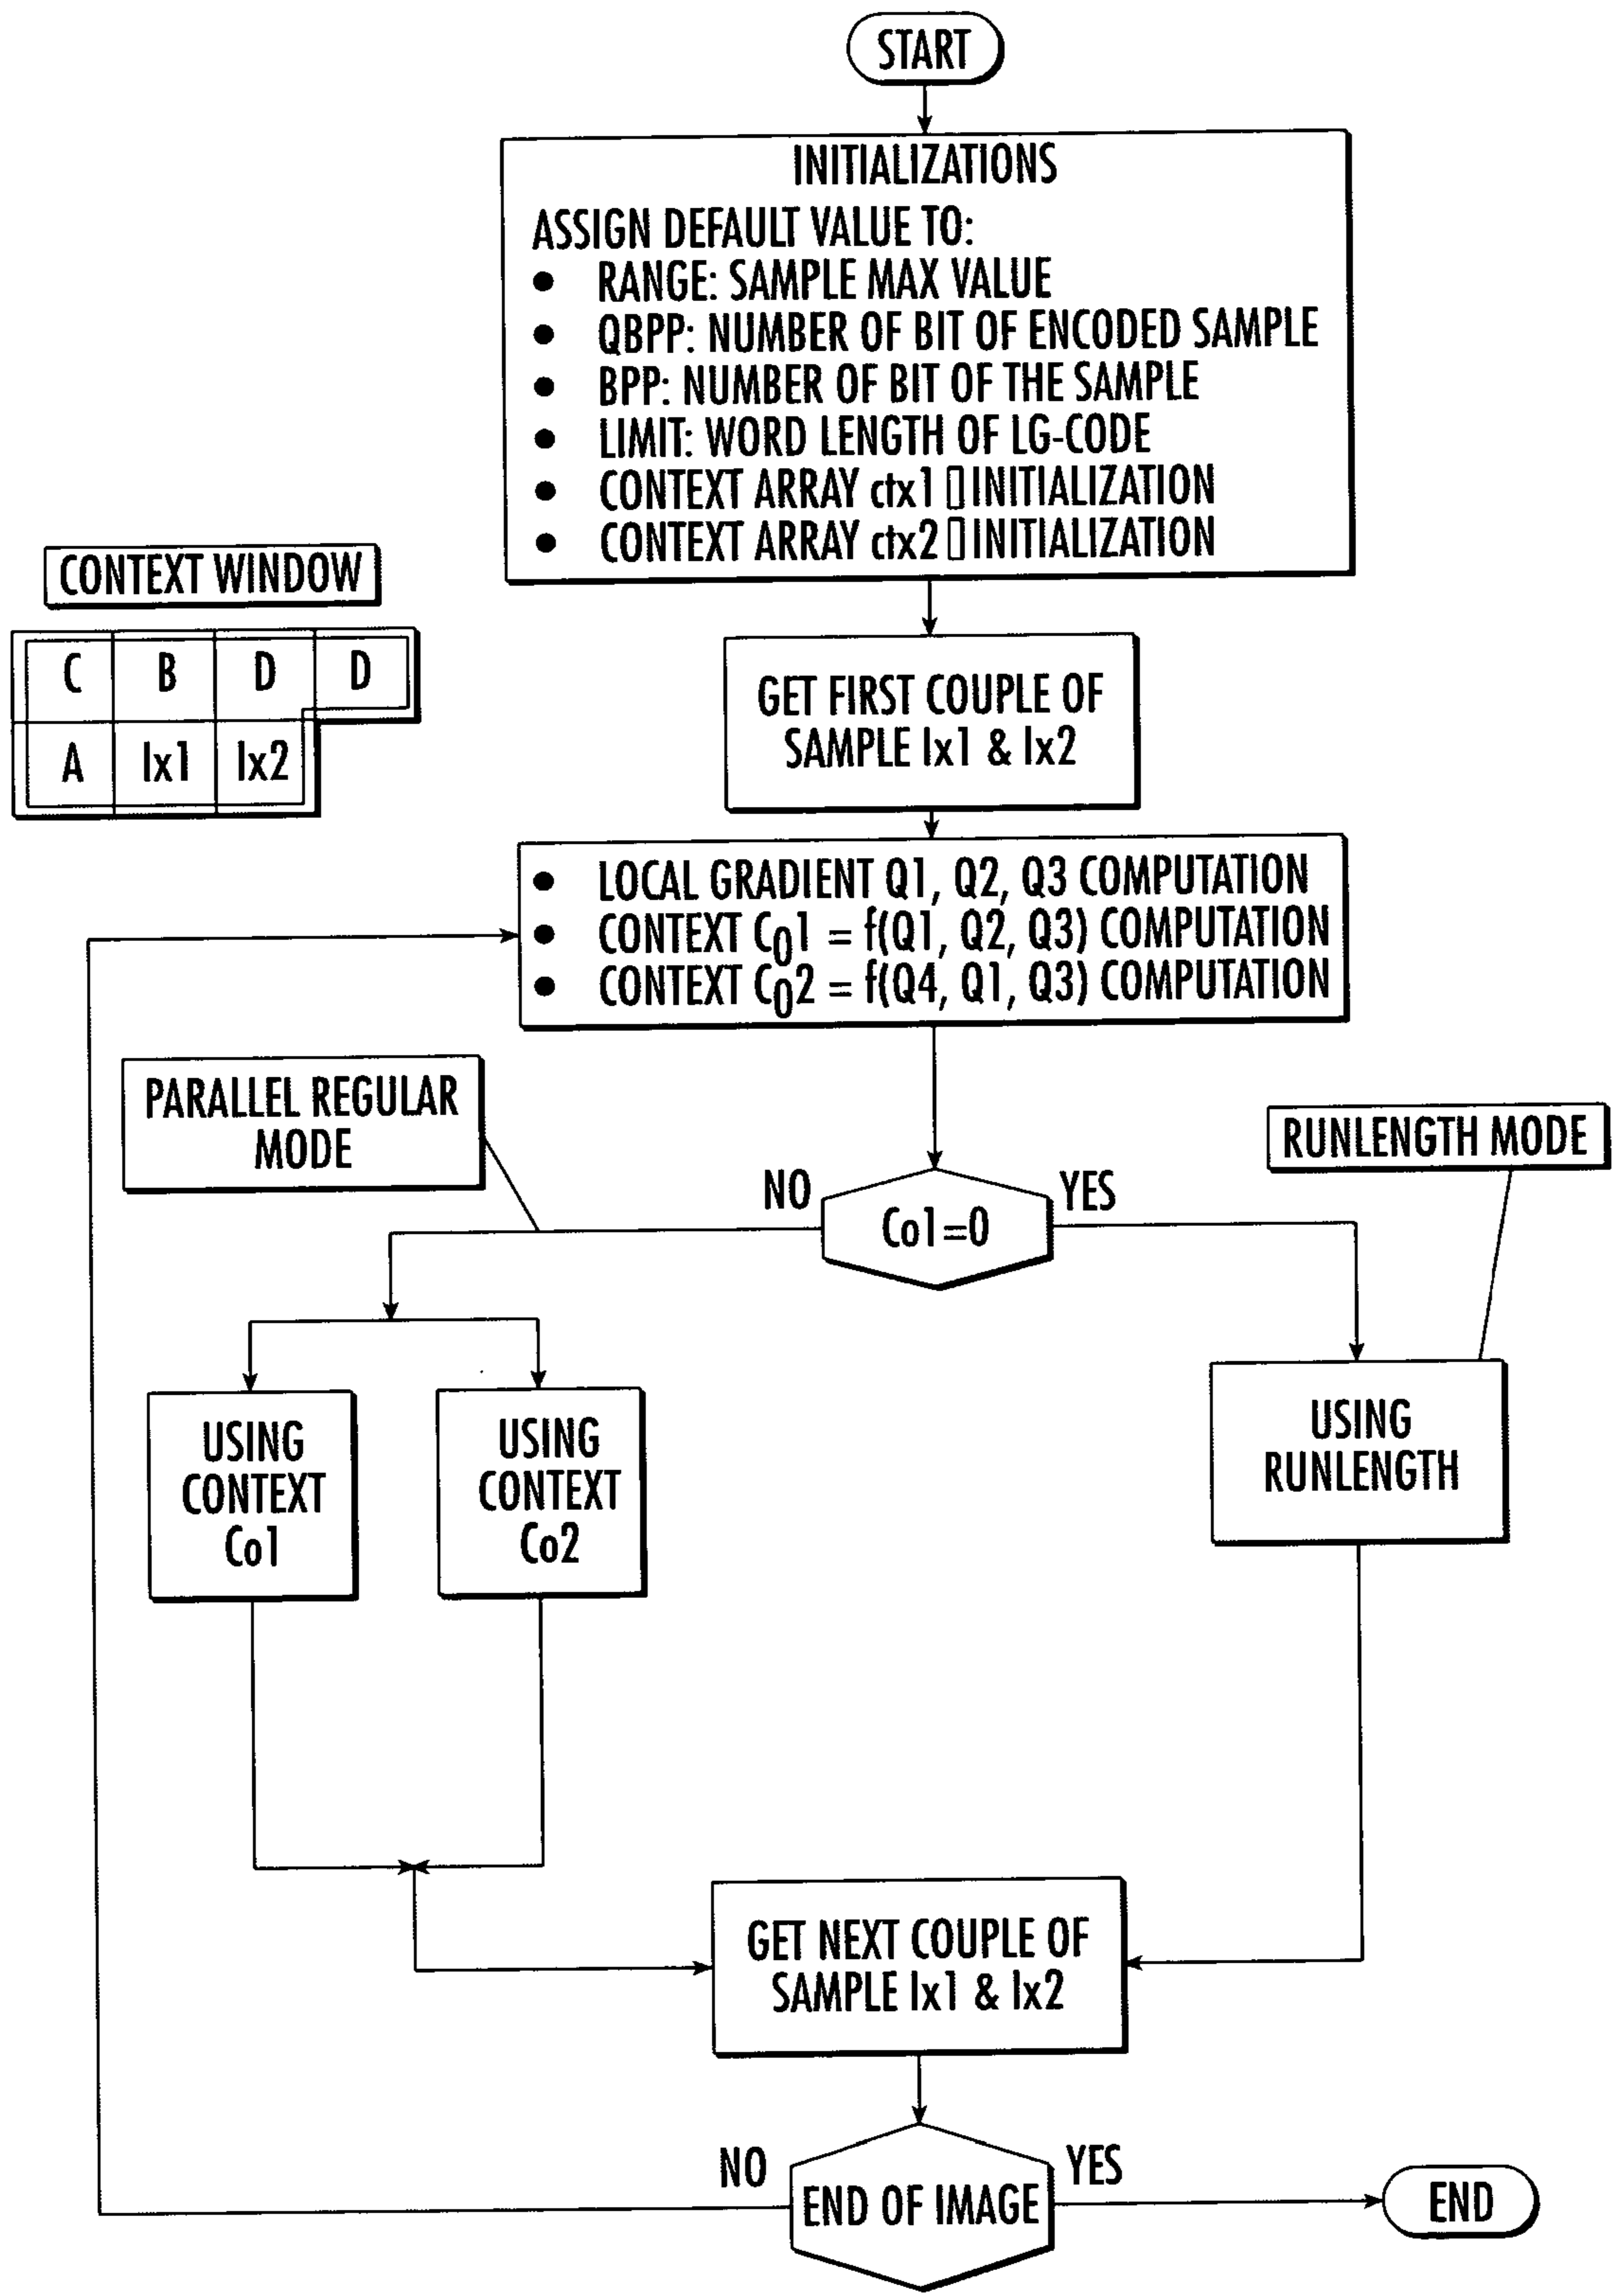 START
INITIALIZATIONS
ASSIGN DEFAULT VALUE TO:
● RANGE: SAMPLE MAX VALUE
● QBPP: NUMBER OF BIT OF ENCODED SAMPLE
● BPP: NUMBER OF BIT OF THE SAMPLE
● LIMIT: WORD LENGTH OF LG-CODE
● CONTEXT ARRAY ctx1 ▯INITIALIZATION
● CONTEXT ARRAY ctx2 ▯INITIALIZATION
CONTEXT WINDOW
C B D D
A Ix1 Ix2
GET FIRST COUPLE OF
SAMPLE Ix1 & Ix2
● LOCAL GRADIENT Q1, Q2, Q3 COMPUTATION
● CONTEXT C₀1 = f(Q1, Q2, Q3) COMPUTATION
● CONTEXT C₀2 = f(Q4, Q1, Q3) COMPUTATION
PARALLEL REGULAR
MODE
RUNLENGTH MODE
NO
YES
Co1=0
USING
CONTEXT
Co1
USING
CONTEXT
Co2
USING
RUNLENGTH
GET NEXT COUPLE OF
SAMPLE Ix1 & Ix2
NO
YES
END OF IMAGE
END